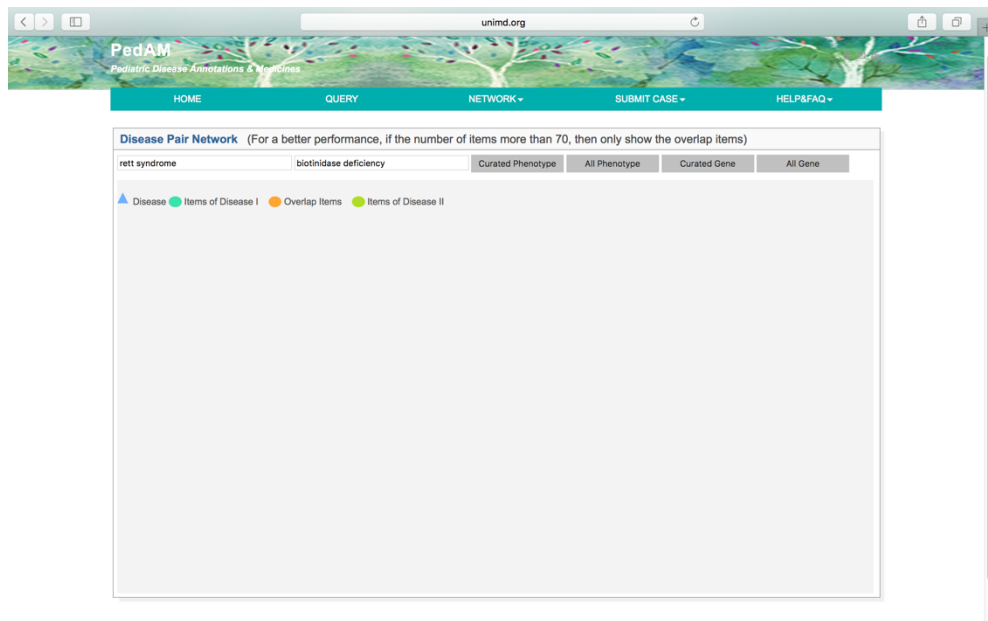 unimd.org
PedAM
Pediatric Disease Annotations & Medicines
HOME QUERY NETWORK SUBMIT CASE HELP&FAQ
Disease Pair Network (For a better performance, if the number of items more than 70, then only show the overlap items)
rett syndrome biotinidase deficiency Curated Phenotype All Phenotype Curated Gene All Gene
Disease Items of Disease I Overlap Items Items of Disease II